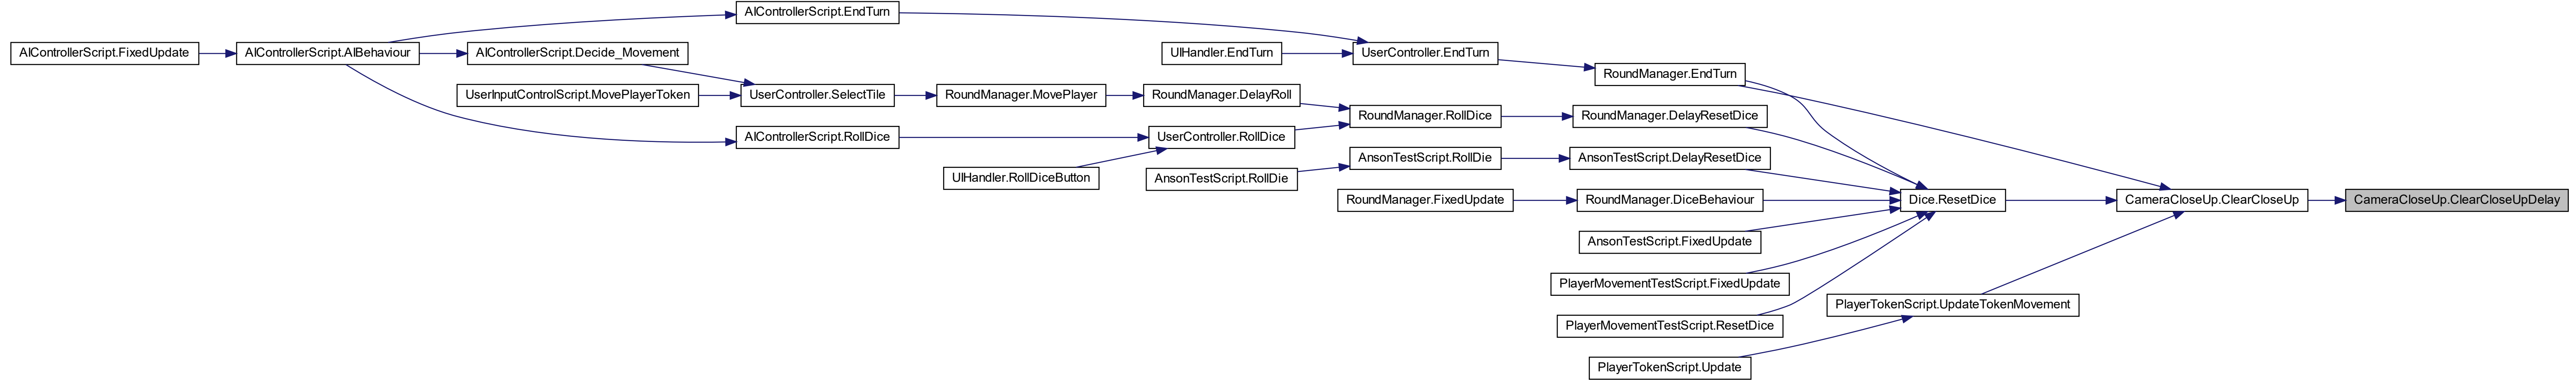 AIControllerScript.EndTurn
AIControllerScript.FixedUpdate
AIControllerScript.AIBehaviour
AIControllerScript.Decide_Movement
UIHandler.EndTurn
UserController.EndTurn
RoundManager.EndTurn
UserInputControlScript.MovePlayerToken
UserController.SelectTile
RoundManager.MovePlayer
RoundManager.DelayRoll
RoundManager.RollDice
RoundManager.DelayResetDice
AIControllerScript.RollDice
UserController.RollDice
AnsonTestScript.RollDie
AnsonTestScript.DelayResetDice
UIHandler.RollDiceButton
AnsonTestScript.RollDie
RoundManager.FixedUpdate
RoundManager.DiceBehaviour
Dice.ResetDice
CameraCloseUp.ClearCloseUp
CameraCloseUp.ClearCloseUpDelay
AnsonTestScript.FixedUpdate
PlayerMovementTestScript.FixedUpdate
PlayerTokenScript.UpdateTokenMovement
PlayerMovementTestScript.ResetDice
PlayerTokenScript.Update